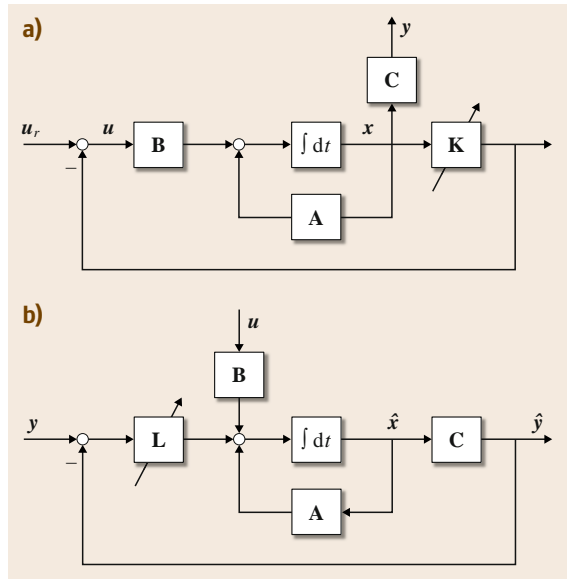 a)
y
C
u_r u B ∫ dt x K
−
A
b)
u
B
y L ∫ dt x̂ C ŷ
−
A